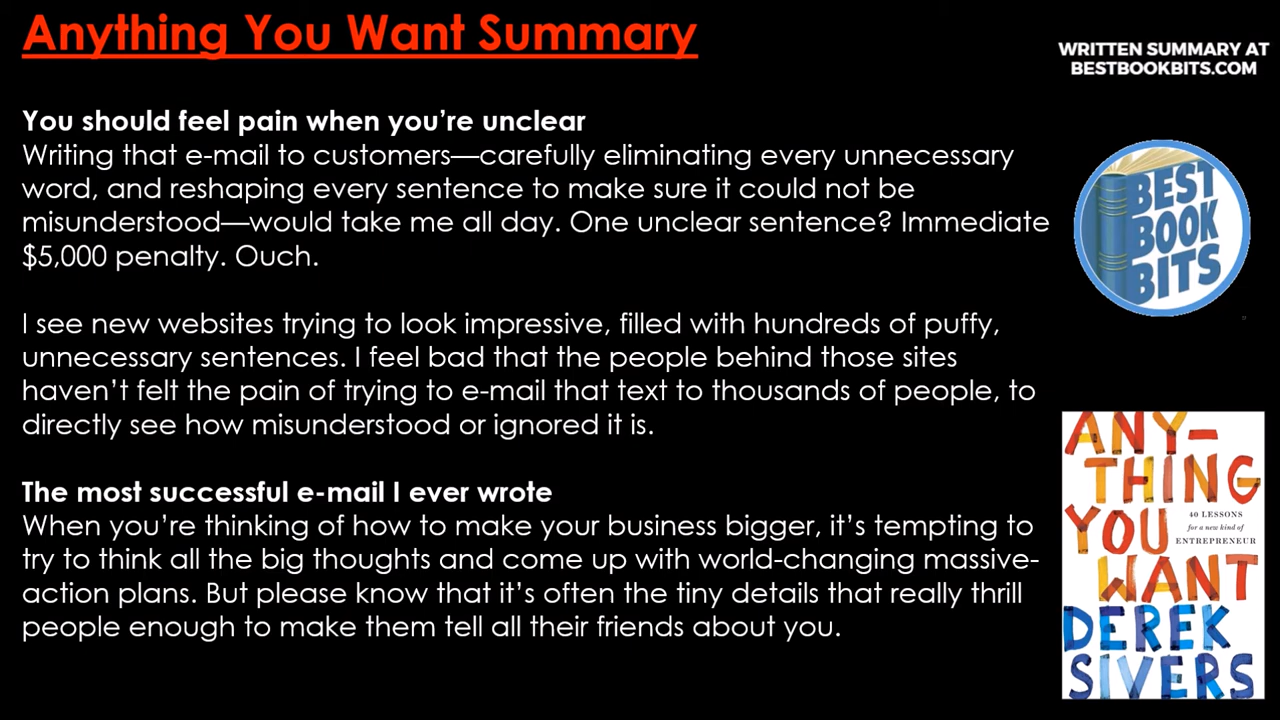 Anything You Want Summary
WRITTEN SUMMARY AT
BESTBOOKBITS.COM
You should feel pain when you’re unclear
Writing that e-mail to customers—carefully eliminating every unnecessary
word, and reshaping every sentence to make sure it could not be
misunderstood—would take me all day. One unclear sentence? Immediate
$5,000 penalty. Ouch.
I see new websites trying to look impressive, filled with hundreds of puffy,
unnecessary sentences. I feel bad that the people behind those sites
haven’t felt the pain of trying to e-mail that text to thousands of people, to
directly see how misunderstood or ignored it is.
The most successful e-mail I ever wrote
When you’re thinking of how to make your business bigger, it’s tempting to
try to think all the big thoughts and come up with world-changing massive-
action plans. But please know that it’s often the tiny details that really thrill
people enough to make them tell all their friends about you.
BEST
BOOK
BITS
ANY-
THING
YOU
40 LESSONS
for a new kind of
ENTREPRENEUR
WANT
DEREK
SIVERS